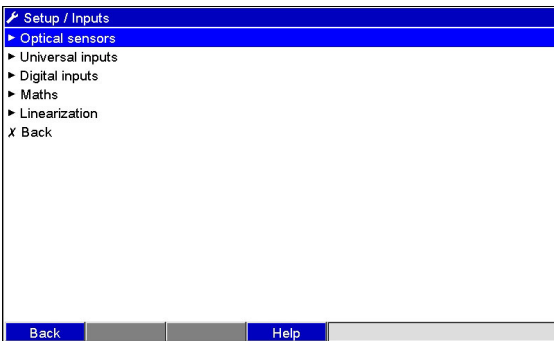 Setup / Inputs
► Optical sensors
► Universal inputs
► Digital inputs
► Maths
► Linearization
✗ Back
Back Help